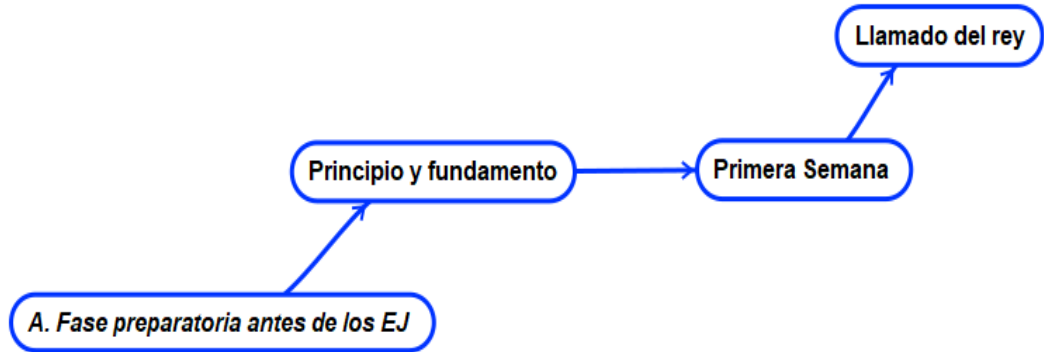 Llamado del rey
Principio y fundamento
Primera Semana
A. Fase preparatoria antes de los EJ